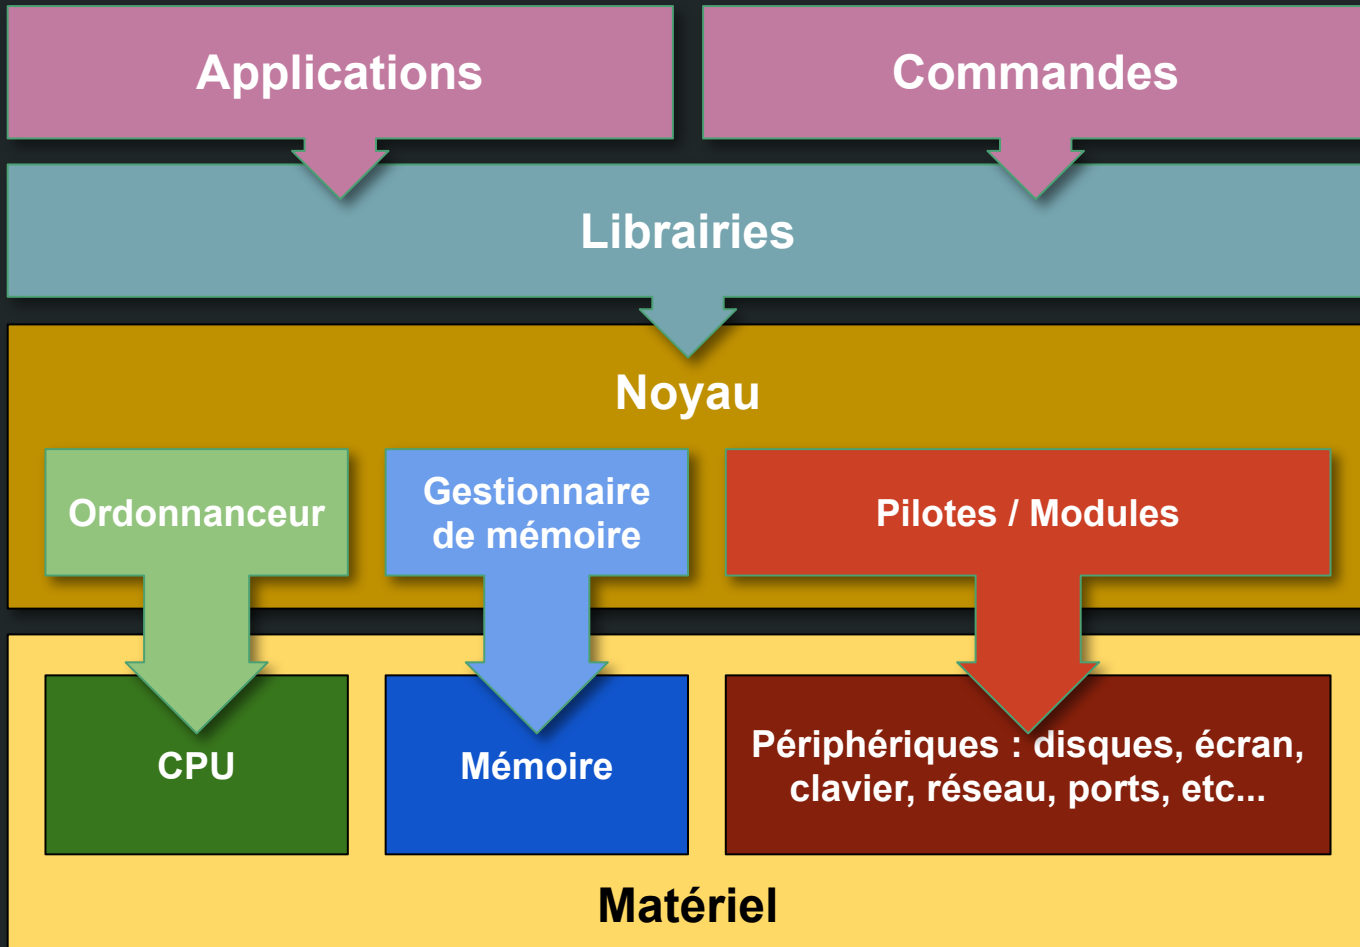 Applications
Commandes
Librairies
Noyau
Ordonnanceur
Gestionnaire
de mémoire
Pilotes / Modules
CPU
Mémoire
Périphériques : disques, écran,
clavier, réseau, ports, etc...
Matériel